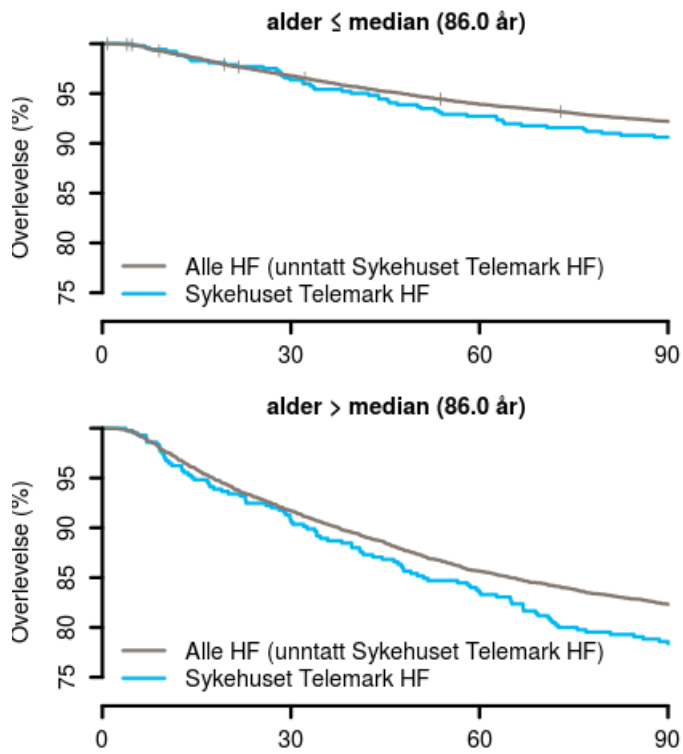 alder ≤ median (86.0 år)
Overlevelse (%)
95
90
85
80
75
Alle HF (unntatt Sykehuset Telemark HF)
Sykehuset Telemark HF
0 30 60 90
alder > median (86.0 år)
Overlevelse (%)
95
90
85
80
75
Alle HF (unntatt Sykehuset Telemark HF)
Sykehuset Telemark HF
0 30 60 90